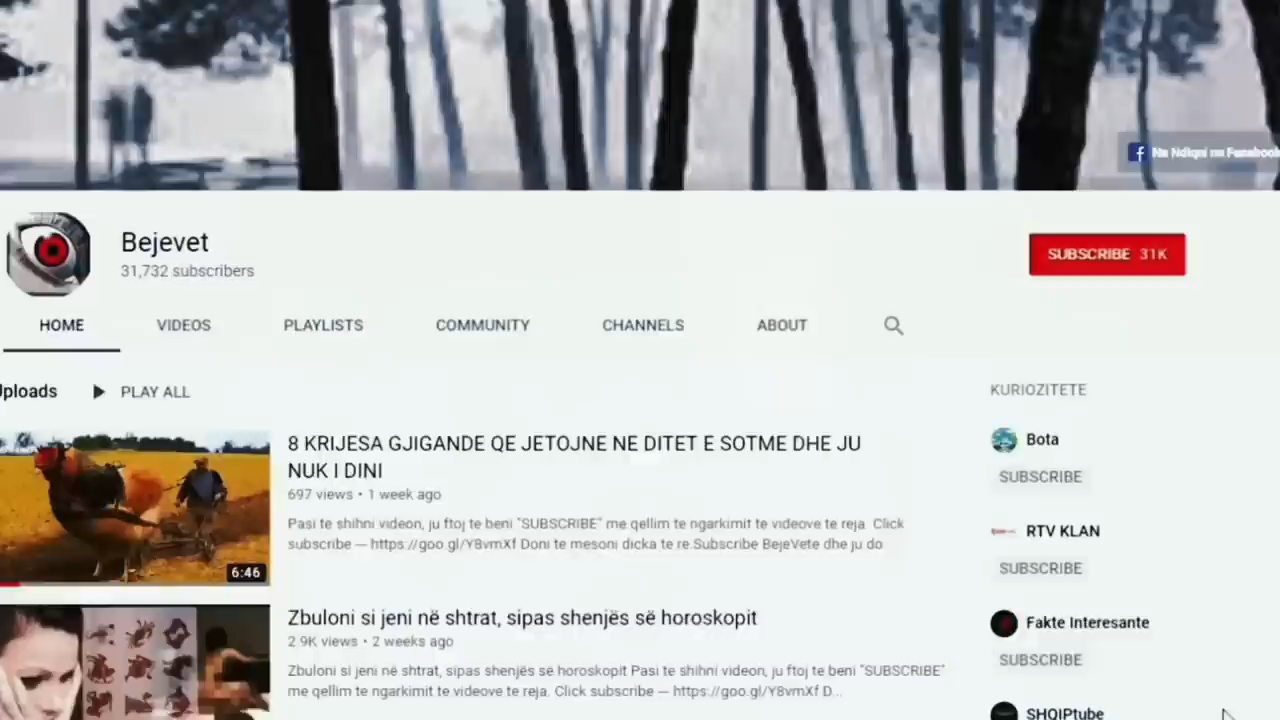 Na Ndiqni ne Facebook
Bejevet
31,732 subscribers
SUBSCRIBE 31K
HOME VIDEOS PLAYLISTS COMMUNITY CHANNELS ABOUT
Uploads PLAY ALL
8 KRIJESA GJIGANDE QE JETOJNE NE DITET E SOTME DHE JU
NUK I DINI
697 views • 1 week ago
Pasi te shihni videon, ju ftoj te beni "SUBSCRIBE" me qellim te ngarkimit te videove te reja. Click
subscribe — https://goo.gl/Y8vmXf Doni te mesoni dicka te re.Subscribe BejeVete dhe ju do
6:46
Zbuloni si jeni në shtrat, sipas shenjës së horoskopit
2.9K views • 2 weeks ago
Zbuloni si jeni në shtrat, sipas shenjës së horoskopit Pasi te shihni videon, ju ftoj te beni "SUBSCRIBE"
me qellim te ngarkimit te videove te reja. Click subscribe — https://goo.gl/Y8vmXf D...
KURIOZITETE
Bota
SUBSCRIBE
RTV KLAN
SUBSCRIBE
Fakte Interesante
SUBSCRIBE
SHQIPtube